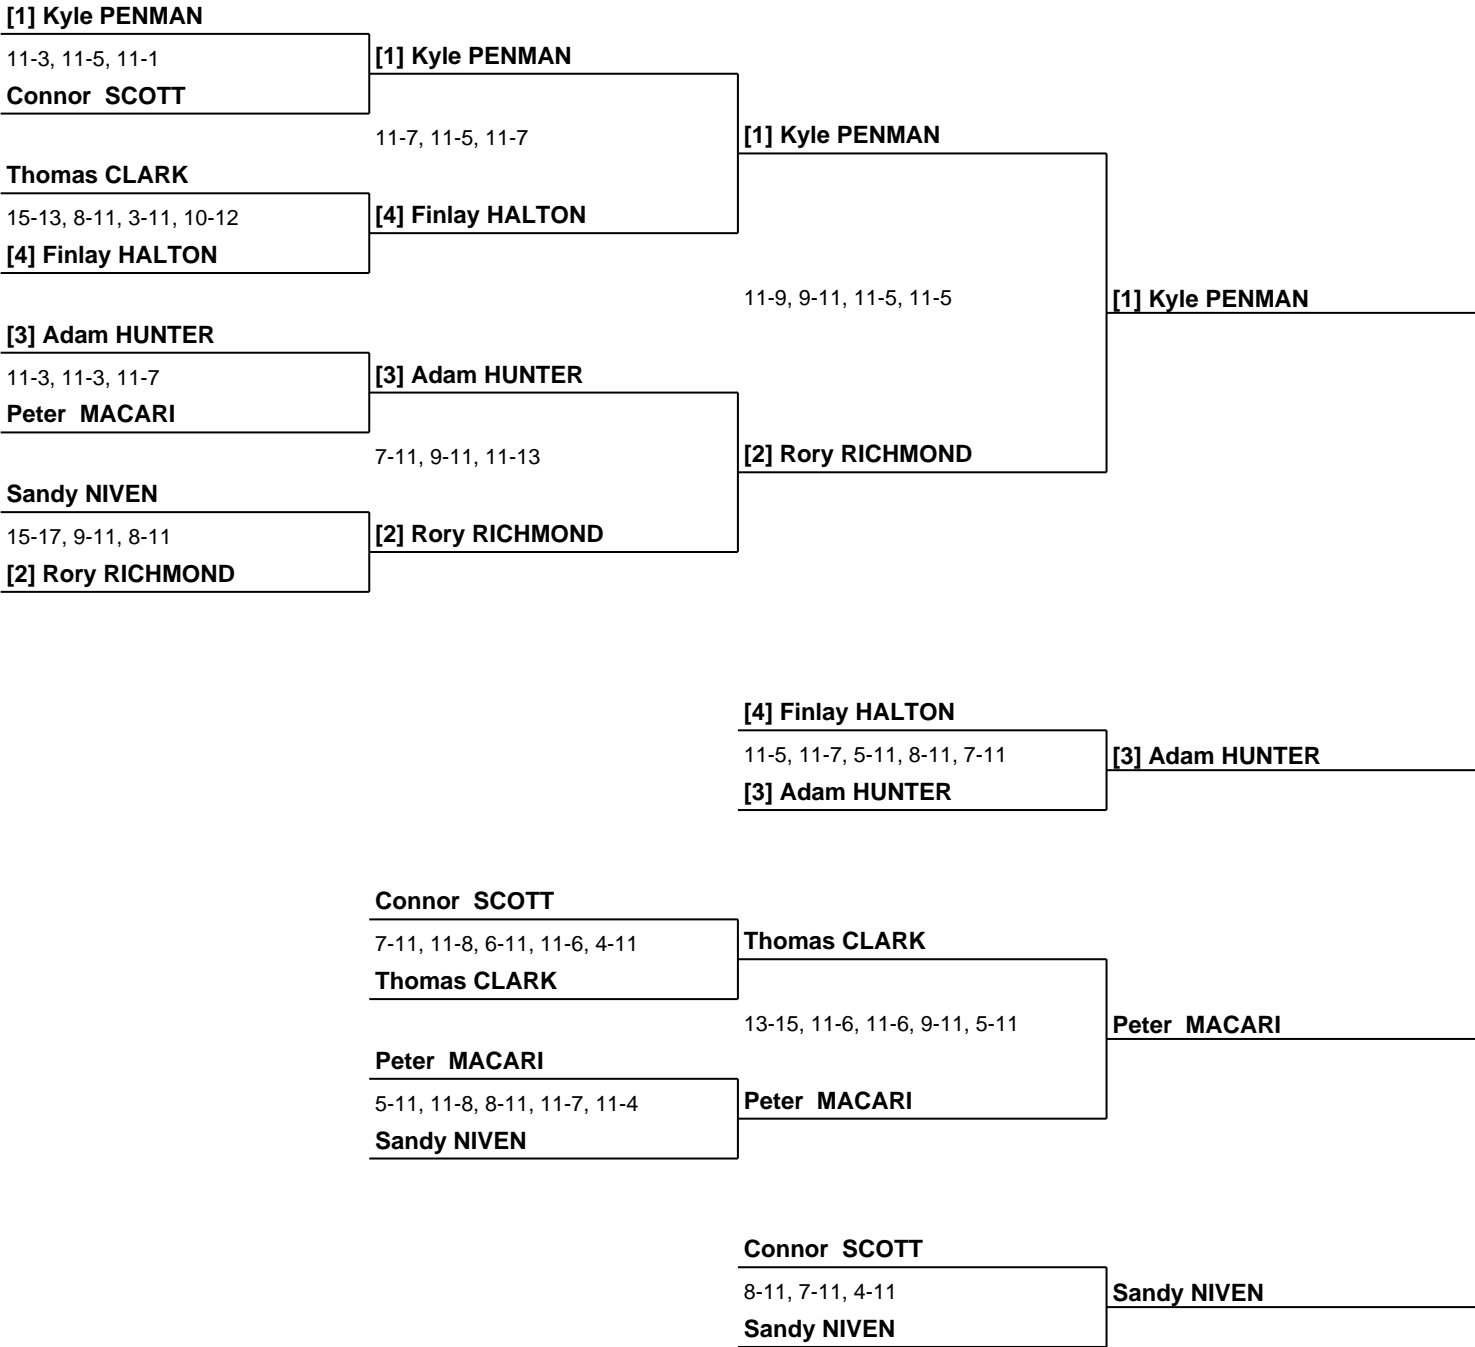 [1] Kyle PENMAN
11-3, 11-5, 11-1
[1] Kyle PENMAN
Connor  SCOTT
11-7, 11-5, 11-7
[1] Kyle PENMAN
Thomas CLARK
15-13, 8-11, 3-11, 10-12
[4] Finlay HALTON
[4] Finlay HALTON
11-9, 9-11, 11-5, 11-5
[1] Kyle PENMAN
[3] Adam HUNTER
11-3, 11-3, 11-7
[3] Adam HUNTER
Peter  MACARI
7-11, 9-11, 11-13
[2] Rory RICHMOND
Sandy NIVEN
15-17, 9-11, 8-11
[2] Rory RICHMOND
[2] Rory RICHMOND
[4] Finlay HALTON
11-5, 11-7, 5-11, 8-11, 7-11
[3] Adam HUNTER
[3] Adam HUNTER
Connor  SCOTT
7-11, 11-8, 6-11, 11-6, 4-11
Thomas CLARK
Thomas CLARK
13-15, 11-6, 11-6, 9-11, 5-11
Peter  MACARI
Peter  MACARI
5-11, 11-8, 8-11, 11-7, 11-4
Peter  MACARI
Sandy NIVEN
Connor  SCOTT
8-11, 7-11, 4-11
Sandy NIVEN
Sandy NIVEN